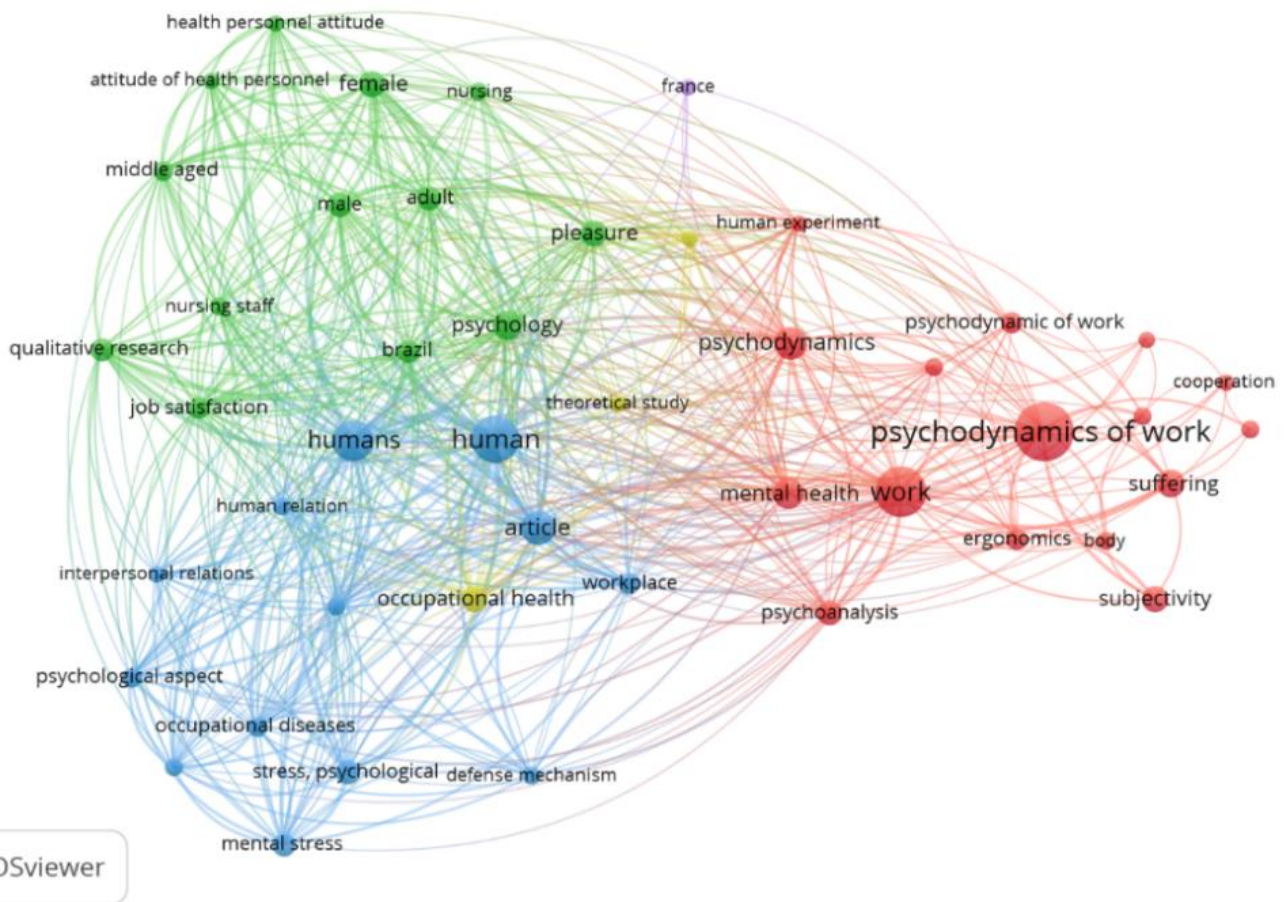 health personnel attitude
attitude of health personnel
female
nursing
france
middle aged
male
adult
pleasure
human experiment
nursing staff
psychology
psychodynamics
psychodynamic of work
qualitative research
brazil
cooperation
job satisfaction
theoretical study
humans
human
psychodynamics of work
human relation
article
mental health
work
suffering
interpersonal relations
occupational health
workplace
ergonomics
body
psychoanalysis
subjectivity
psychological aspect
occupational diseases
stress, psychological
defense mechanism
mental stress
OSviewer